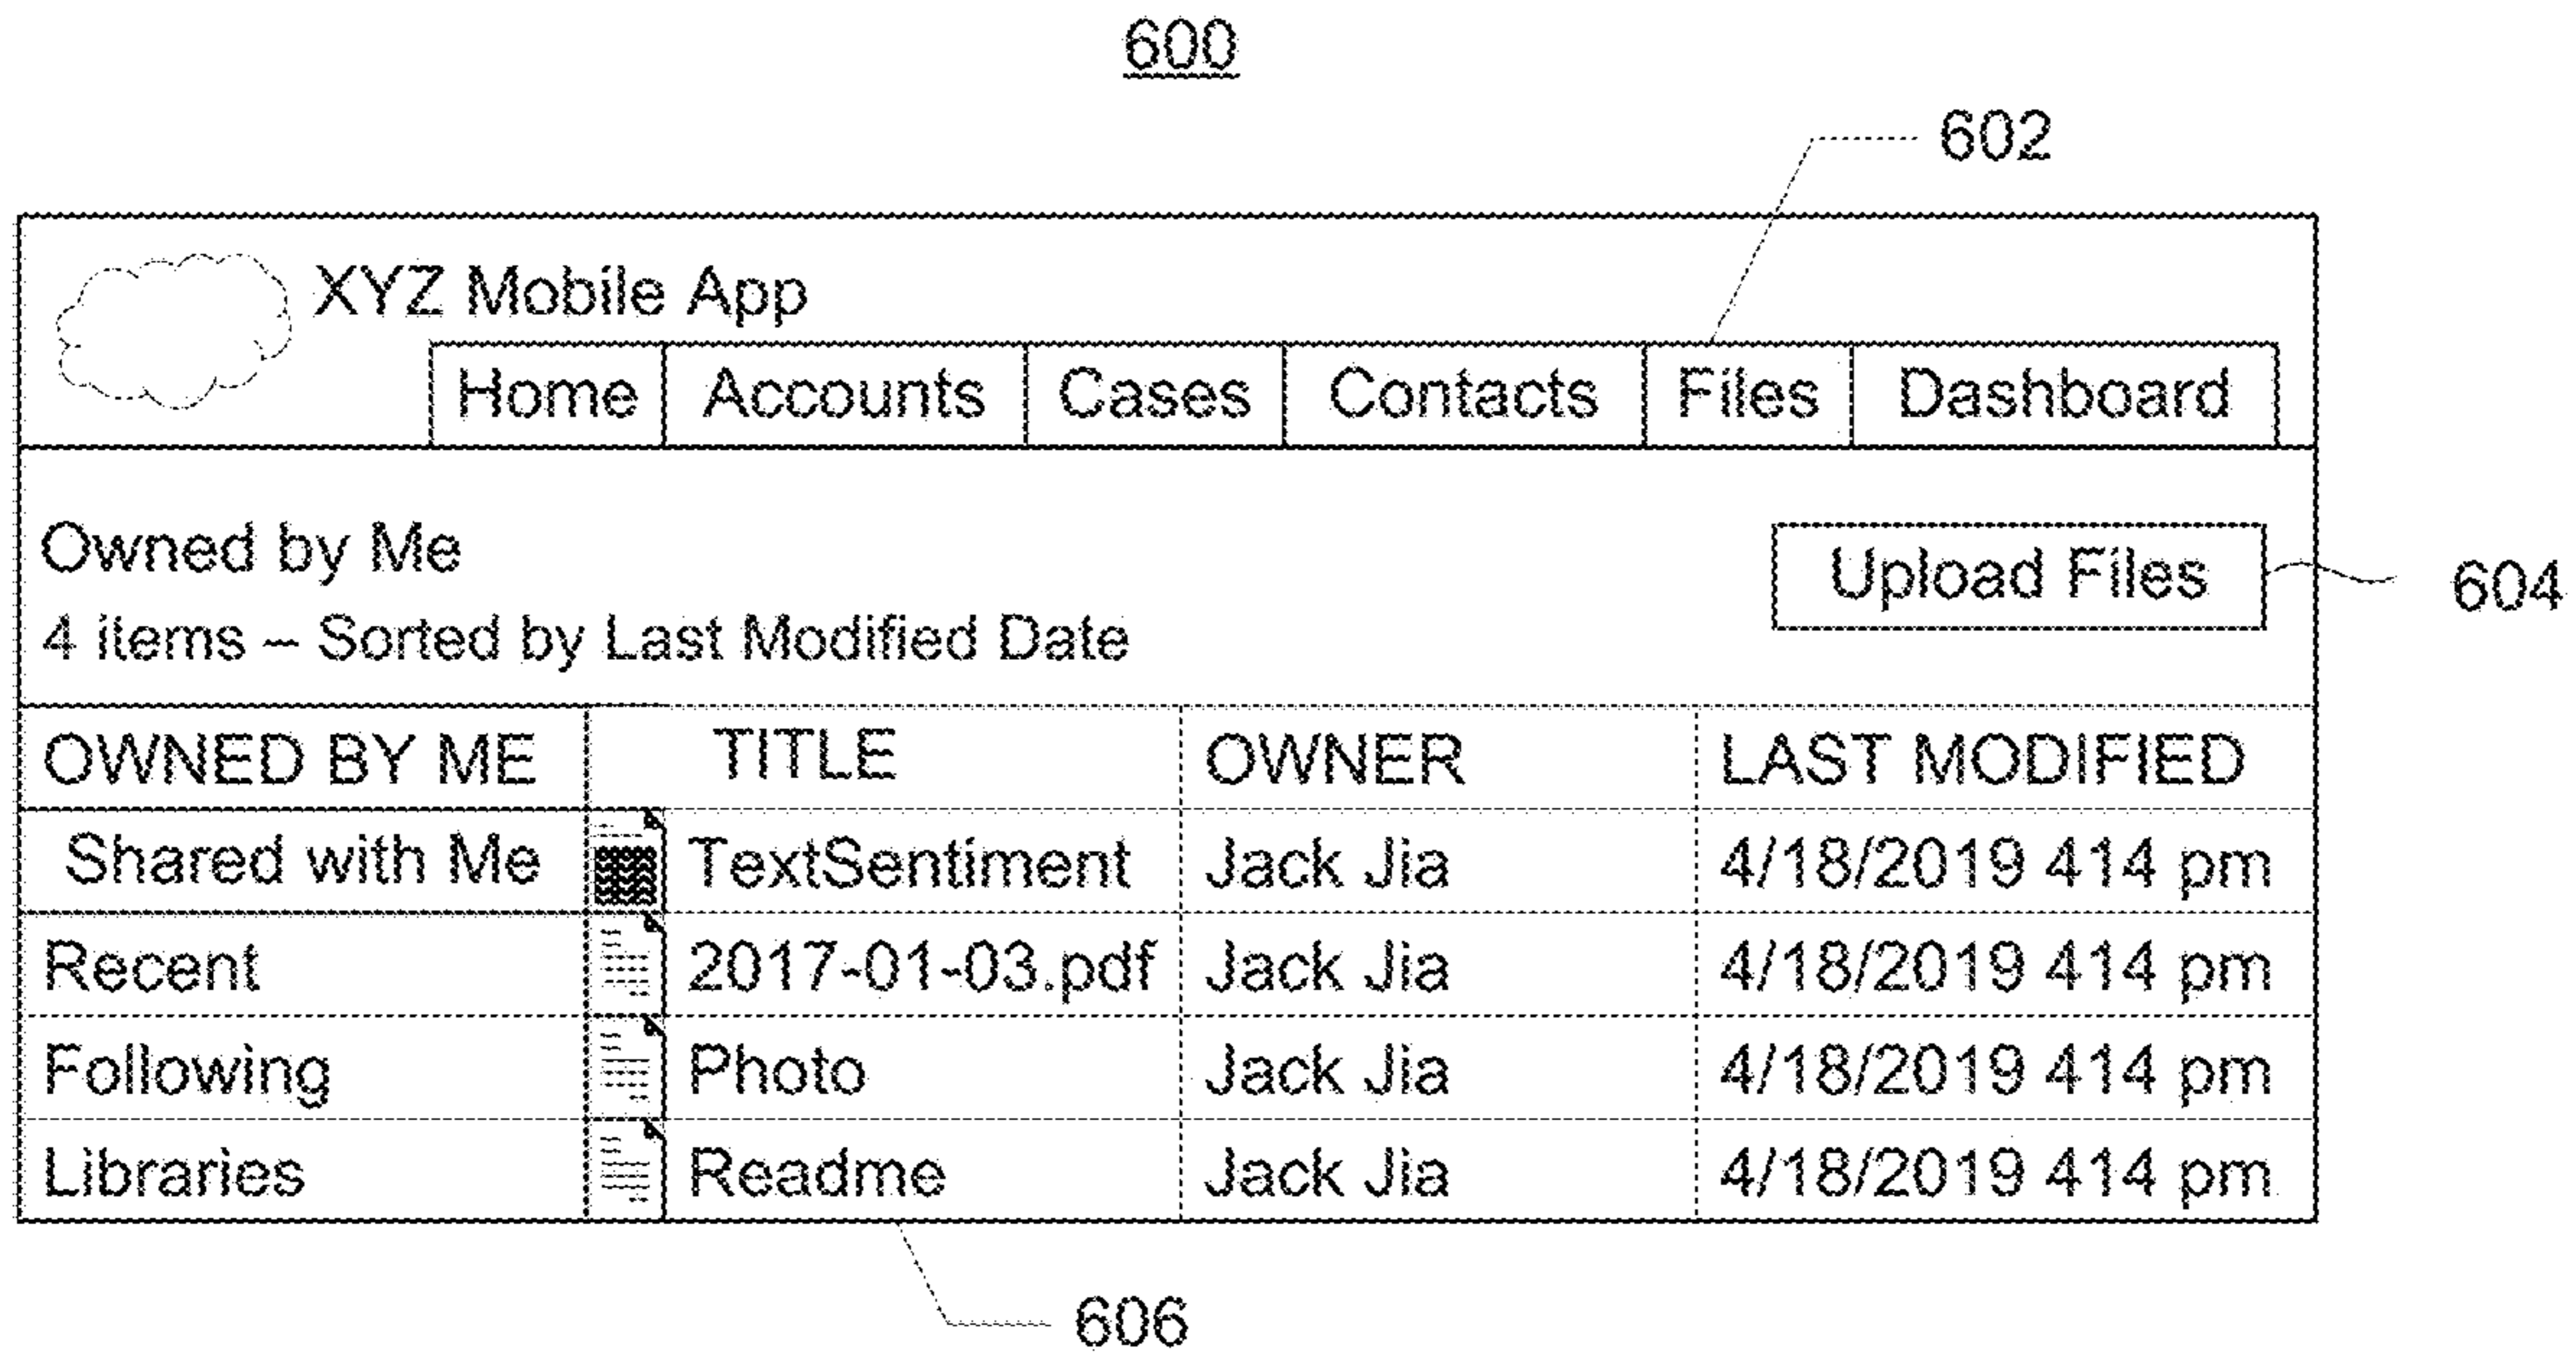 600
602
XYZ Mobile App
Home Accounts Cases Contacts Files Dashboard
Owned by Me
Upload Files
604
4 items – Sorted by Last Modified Date
OWNED BY ME TITLE OWNER LAST MODIFIED
Shared with Me TextSentiment Jack Jia 4/18/2019 414 pm
Recent 2017-01-03.pdf Jack Jia 4/18/2019 414 pm
Following Photo Jack Jia 4/18/2019 414 pm
Libraries Readme Jack Jia 4/18/2019 414 pm
606